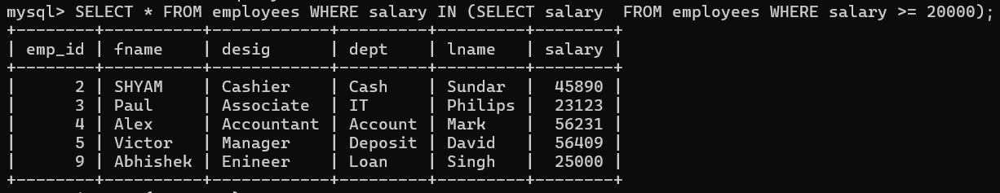 mysql> SELECT * FROM employees WHERE salary IN (SELECT salary  FROM employees WHERE salary >= 20000);
+--------+----------+------------+---------+---------+--------+
| emp_id | fname    | desig      | dept    | lname   | salary |
+--------+----------+------------+---------+---------+--------+
|      2 | SHYAM    | Cashier    | Cash    | Sundar  |  45890 |
|      3 | Paul     | Associate  | IT      | Philips |  23123 |
|      4 | Alex     | Accountant | Account | Mark    |  56231 |
|      5 | Victor   | Manager    | Deposit | David   |  56409 |
|      9 | Abhishek | Enineer    | Loan    | Singh   |  25000 |
+--------+----------+------------+---------+---------+--------+